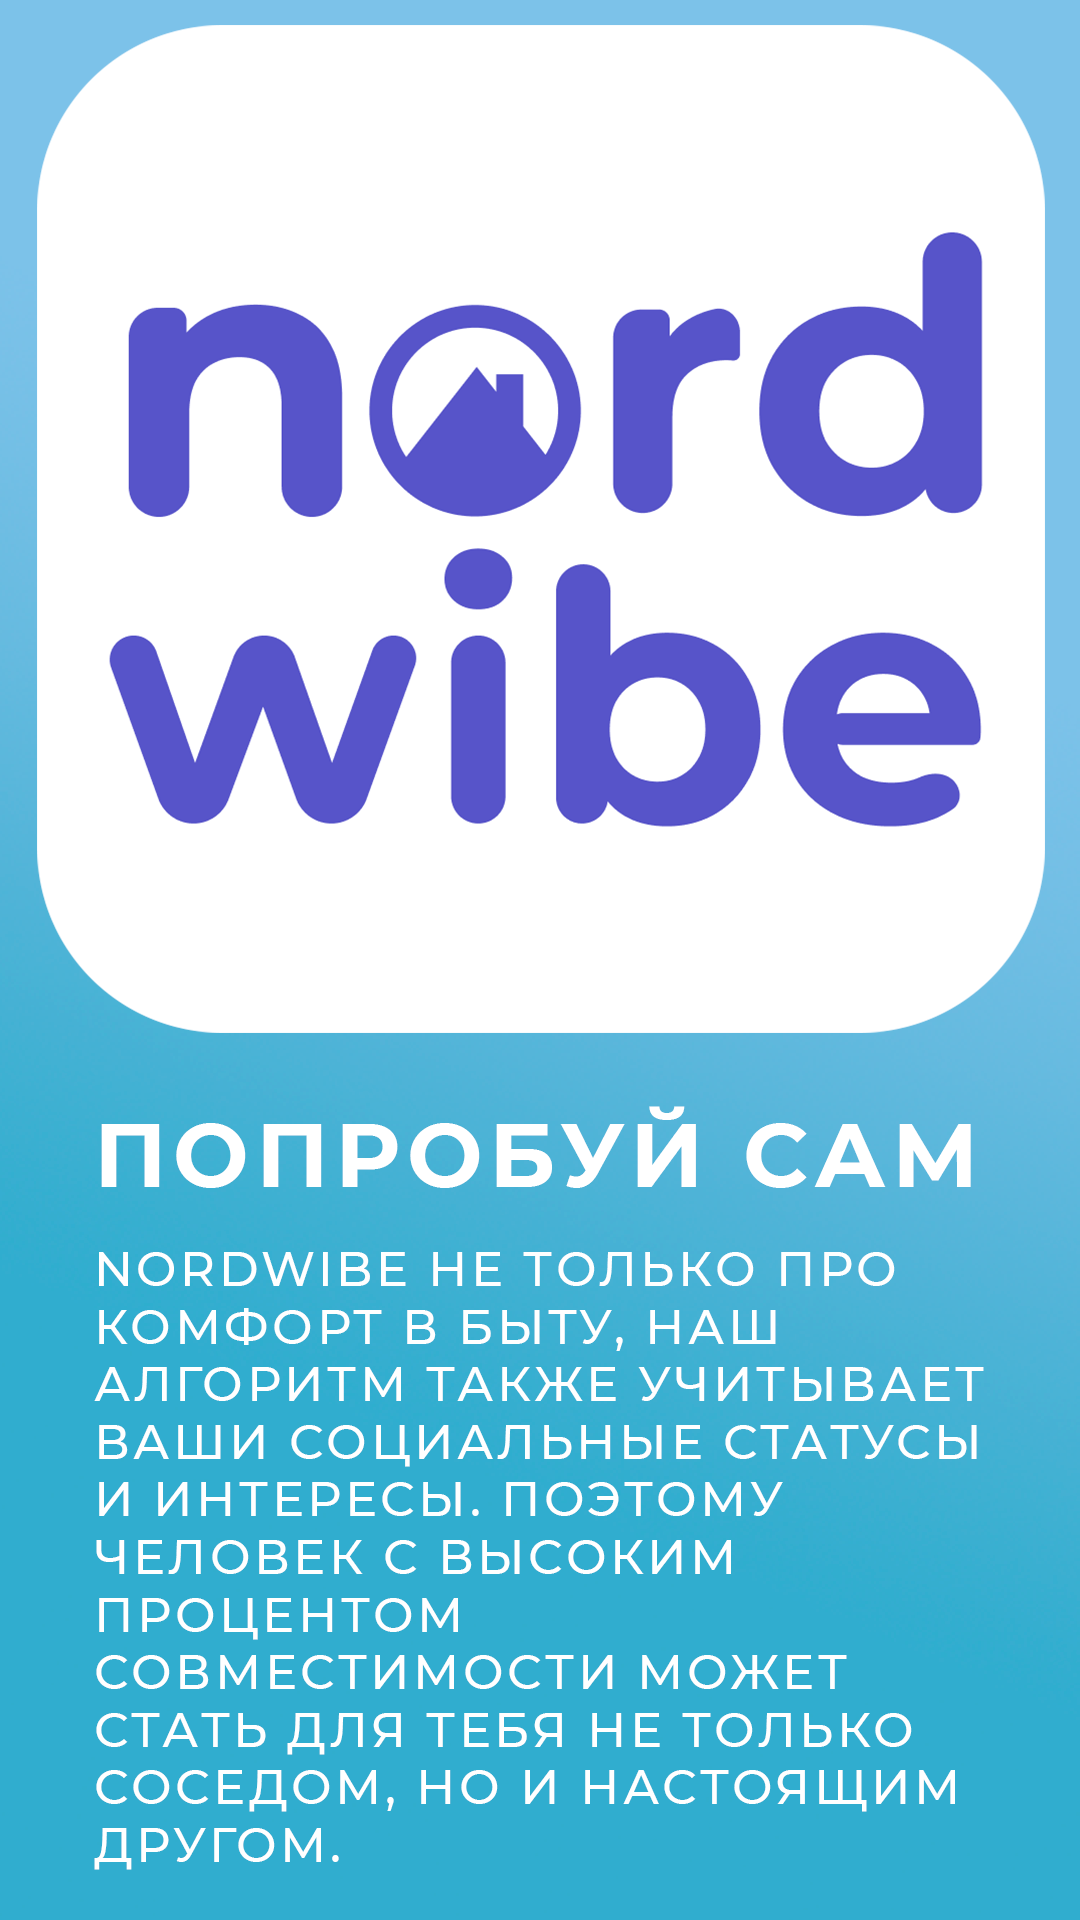 nord
wibe
ПОПРОБУЙ САМ
NORDWIBE НЕ ТОЛЬКО ПРО
КОМФОРТ В БЫТУ, НАШ
АЛГОРИТМ ТАКЖЕ УЧИТЫВАЕТ
ВАШИ СОЦИАЛЬНЫЕ СТАТУСЫ
И ИНТЕРЕСЫ. ПОЭТОМУ
ЧЕЛОВЕК С ВЫСОКИМ
ПРОЦЕНТОМ
СОВМЕСТИМОСТИ МОЖЕТ
СТАТЬ ДЛЯ ТЕБЯ НЕ ТОЛЬКО
СОСЕДОМ, НО И НАСТОЯЩИМ
ДРУГОМ.